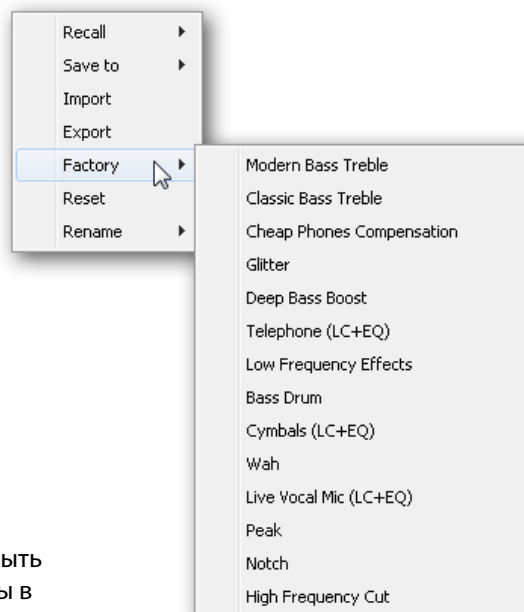 Recall
Save to
Import
Export
Factory
Reset
Rename
Modern Bass Treble
Classic Bass Treble
Cheap Phones Compensation
Glitter
Deep Bass Boost
Telephone (LC+EQ)
Low Frequency Effects
Bass Drum
Cymbals (LC+EQ)
Wah
Live Vocal Mic (LC+EQ)
Peak
Notch
High Frequency Cut
ыть
ы в